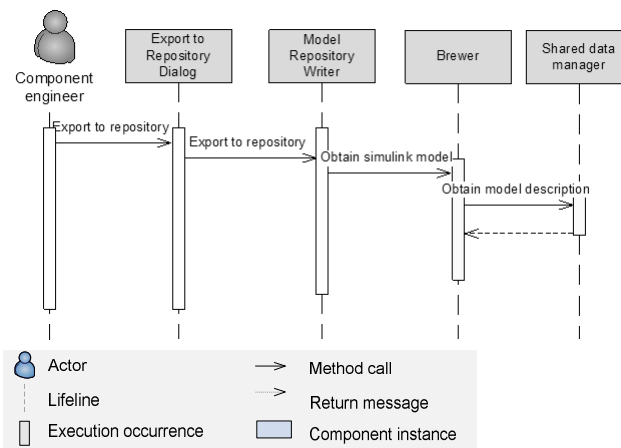 Component
engineer
Export to
Repository
Dialog
Model
Repository
Writer
Brewer
Shared data
manager
Export to repository
Export to repository
Obtain simulink model
Obtain model description
Actor
Method call
Lifeline
Return message
Execution occurrence
Component instance